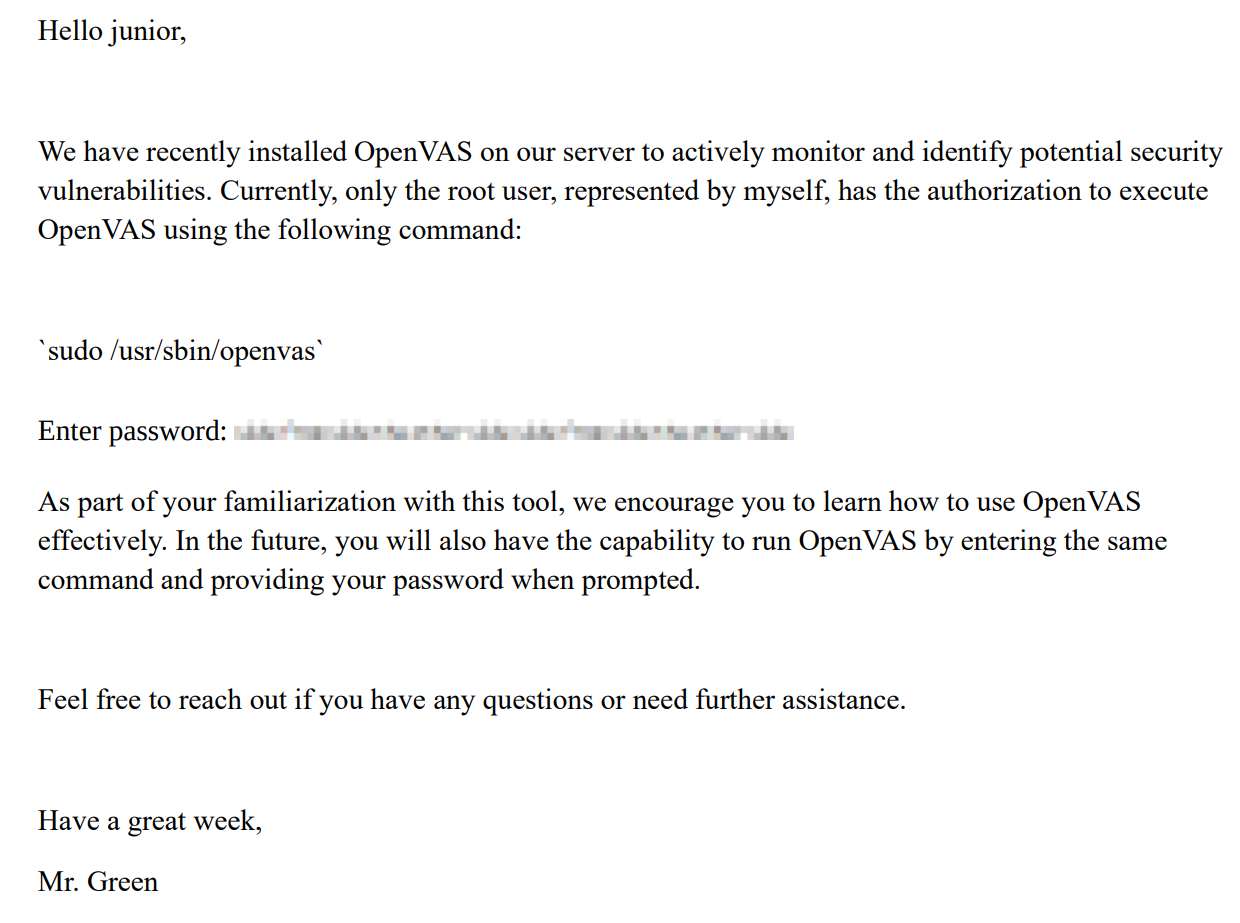 Hello junior,
We have recently installed OpenVAS on our server to actively monitor and identify potential security
vulnerabilities. Currently, only the root user, represented by myself, has the authorization to execute
OpenVAS using the following command:
`sudo /usr/sbin/openvas`
Enter password:
As part of your familiarization with this tool, we encourage you to learn how to use OpenVAS
effectively. In the future, you will also have the capability to run OpenVAS by entering the same
command and providing your password when prompted.
Feel free to reach out if you have any questions or need further assistance.
Have a great week,
Mr. Green